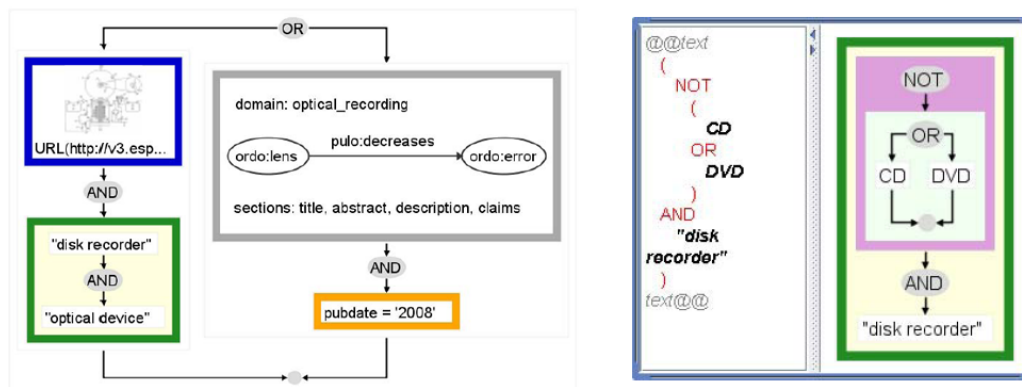 OR
URL(http://v3.esp...
AND
"disk recorder"
AND
"optical device"
domain: optical_recording
ordo:lens
pulo:decreases
ordo:error
sections: title, abstract, description, claims
AND
pubdate = '2008'
@@text
(
NOT
(
CD
OR
DVD
)
AND
"disk
recorder"
)
text@@
NOT
OR
CD
DVD
AND
"disk recorder"